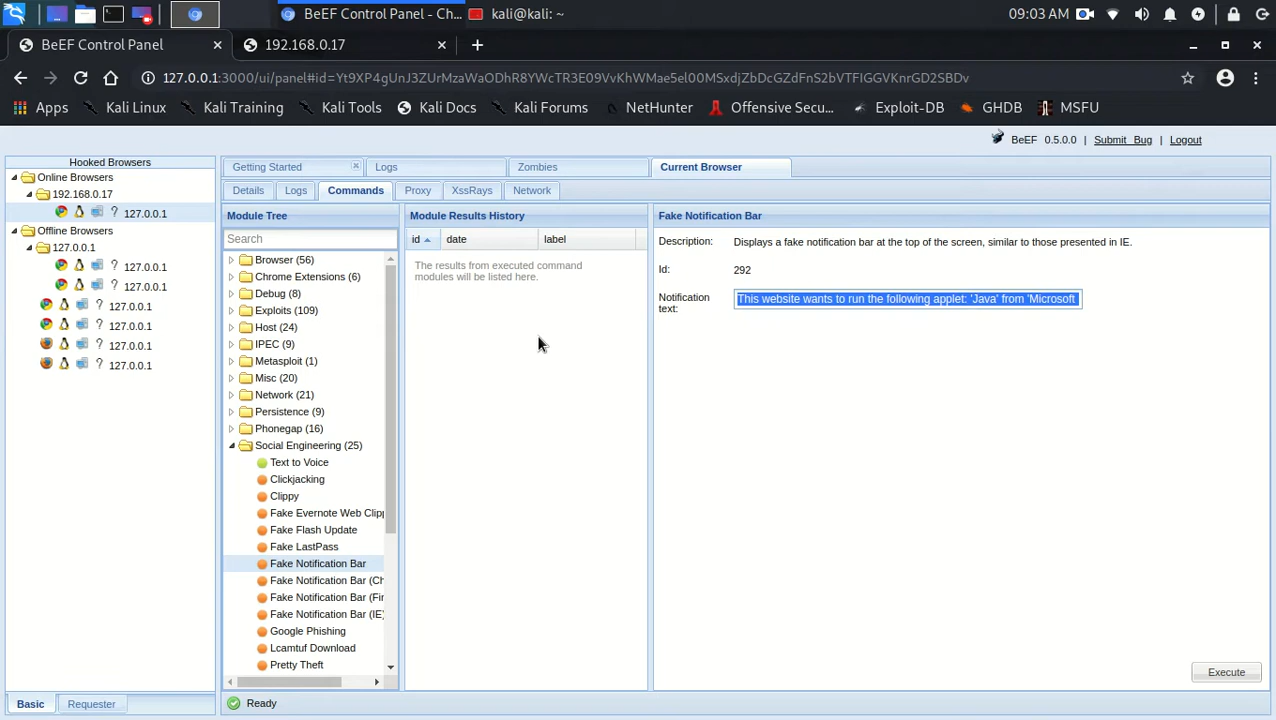 BeEF Control Panel - Ch...
kali@kali: ~
09:03 AM
BeEF Control Panel
192.168.0.17
127.0.0.1:3000/ui/panel#id=Yt9XP4gUnJ3ZUrMzaWaODhR8YWcTR3E09VvKhWMae5el00MSxdjZbDcGZdFnS2bVTFIGGVKnrGD2SBDv
Apps
Kali Linux
Kali Training
Kali Tools
Kali Docs
Kali Forums
NetHunter
Offensive Secu...
Exploit-DB
GHDB
MSFU
BeEF 0.5.0.0 | Submit Bug | Logout
Hooked Browsers
Online Browsers
192.168.0.17
? 127.0.0.1
Offline Browsers
127.0.0.1
? 127.0.0.1
? 127.0.0.1
? 127.0.0.1
? 127.0.0.1
? 127.0.0.1
? 127.0.0.1
Basic
Requester
Getting Started
Logs
Zombies
Current Browser
Details
Logs
Commands
Proxy
XssRays
Network
Module Tree
Search
Browser (56)
Chrome Extensions (6)
Debug (8)
Exploits (109)
Host (24)
IPEC (9)
Metasploit (1)
Misc (20)
Network (21)
Persistence (9)
Phonegap (16)
Social Engineering (25)
Text to Voice
Clickjacking
Clippy
Fake Evernote Web Clipp
Fake Flash Update
Fake LastPass
Fake Notification Bar
Fake Notification Bar (Ch
Fake Notification Bar (Fir
Fake Notification Bar (IE)
Google Phishing
Lcamtuf Download
Pretty Theft
Module Results History
id
date
label
The results from executed command
modules will be listed here.
Fake Notification Bar
Description:
Displays a fake notification bar at the top of the screen, similar to those presented in IE.
Id:
292
Notification
text:
This website wants to run the following applet: 'Java' from 'Microsoft
Execute
Ready